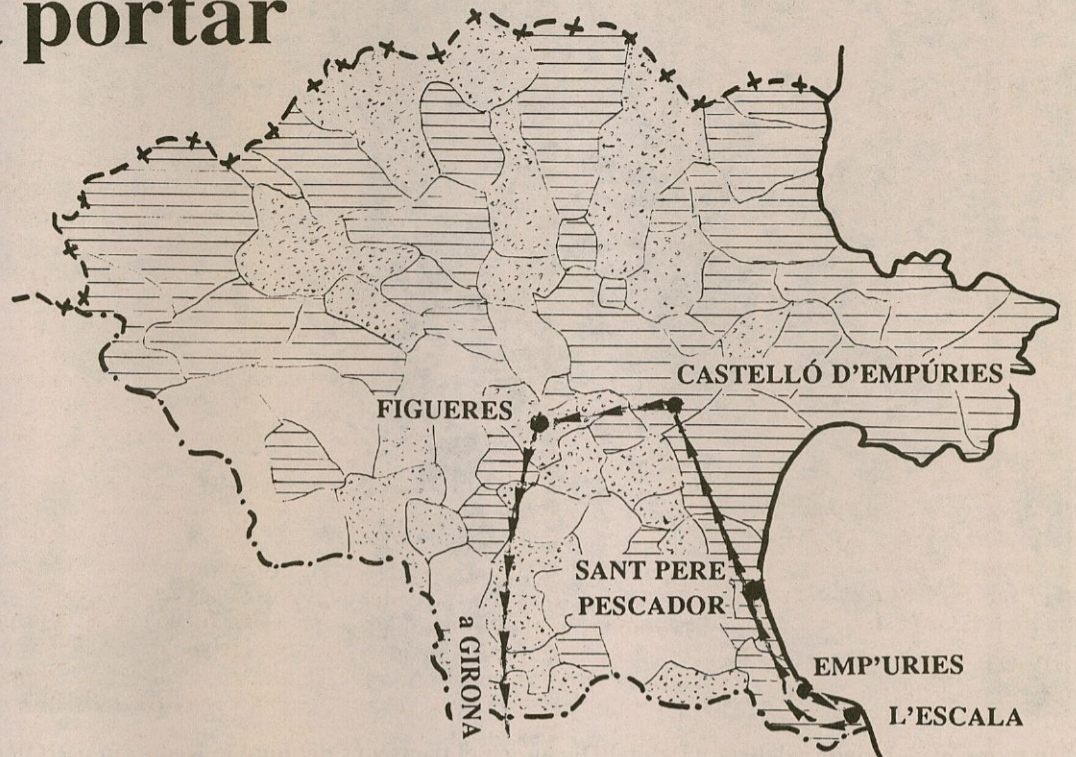 portar
CASTELLÓ D'EMPÚRIES
FIGUERES
SANT PERE
PESCADOR
a GIRONA
EMP'URIES
L'ESCALA